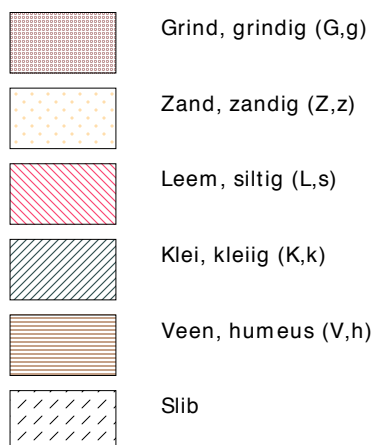 Grind, grindig (G,g)
Zand, zandig (Z,z)
Leem, siltig (L,s)
Klei, kleiig (K,k)
Veen, humeus (V,h)
Slib